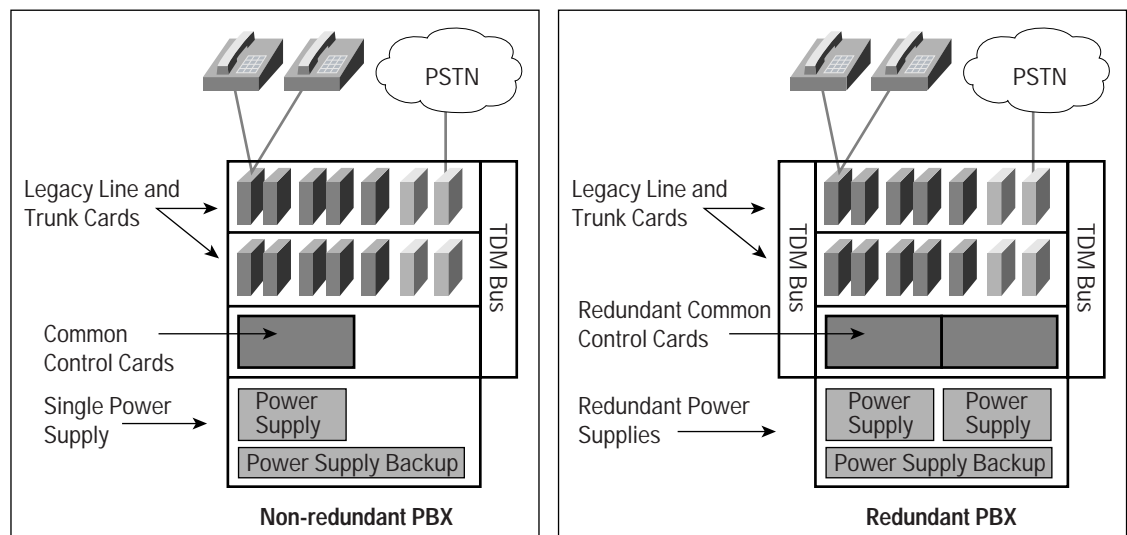 PSTN
Legacy Line and
Trunk Cards
TDM Bus
Common
Control Cards
Single Power
Supply
Power
Supply
Power Supply Backup
Non-redundant PBX
PSTN
Legacy Line and
Trunk Cards
TDM Bus
TDM Bus
Redundant Common
Control Cards
Redundant Power
Supplies
Power
Supply
Power
Supply
Power Supply Backup
Redundant PBX